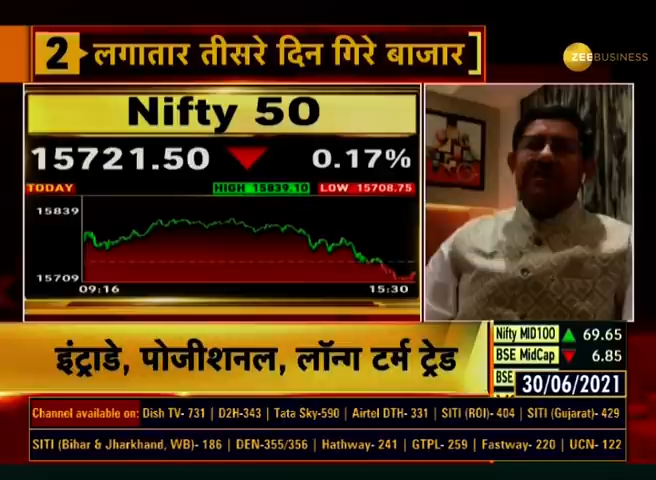 2 लगातार तीसरे दिन गिरे बाजार
ZEE BUSINESS
Nifty 50
15721.50 0.17%
TODAY HIGH 15839.10 LOW 15708.75
15839
15709
09:16 15:30
इंट्राडे, पोजीशनल, लॉन्ग टर्म ट्रेड
Nifty MID100 69.65
BSE MidCap 6.85
BSE
30/06/2021
Channel available on: Dish TV- 731 | D2H-343 | Tata Sky-590 | Airtel DTH- 331 | SITI (ROI)- 404 | SITI (Gujarat)- 429
SITI (Bihar & Jharkhand, WB)- 186 | DEN-355/356 | Hathway- 241 | GTPL- 259 | Fastway- 220 | UCN- 122